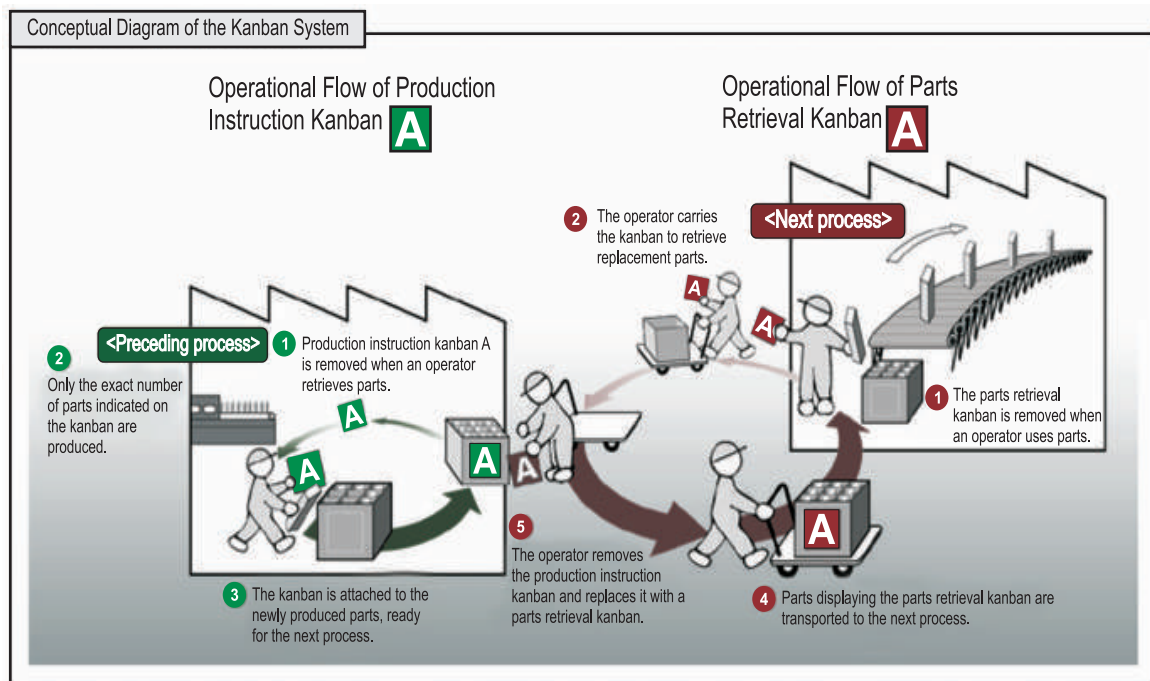 Conceptual Diagram of the Kanban System
Operational Flow of Production
Instruction Kanban A
Operational Flow of Parts
Retrieval Kanban A
<Next process>
2 The operator carries
the kanban to retrieve
replacement parts.
A
A
1 The parts retrieval
kanban is removed when
an operator uses parts.
<Preceding process>
1 Production instruction kanban A
is removed when an operator
retrieves parts.
2
Only the exact number
of parts indicated on
the kanban are
produced.
A
A
A
A
A
3 The kanban is attached to the
newly produced parts, ready
for the next process.
5
The operator removes
the production instruction
kanban and replaces it with a
parts retrieval kanban.
4 Parts displaying the parts retrieval kanban are
transported to the next process.